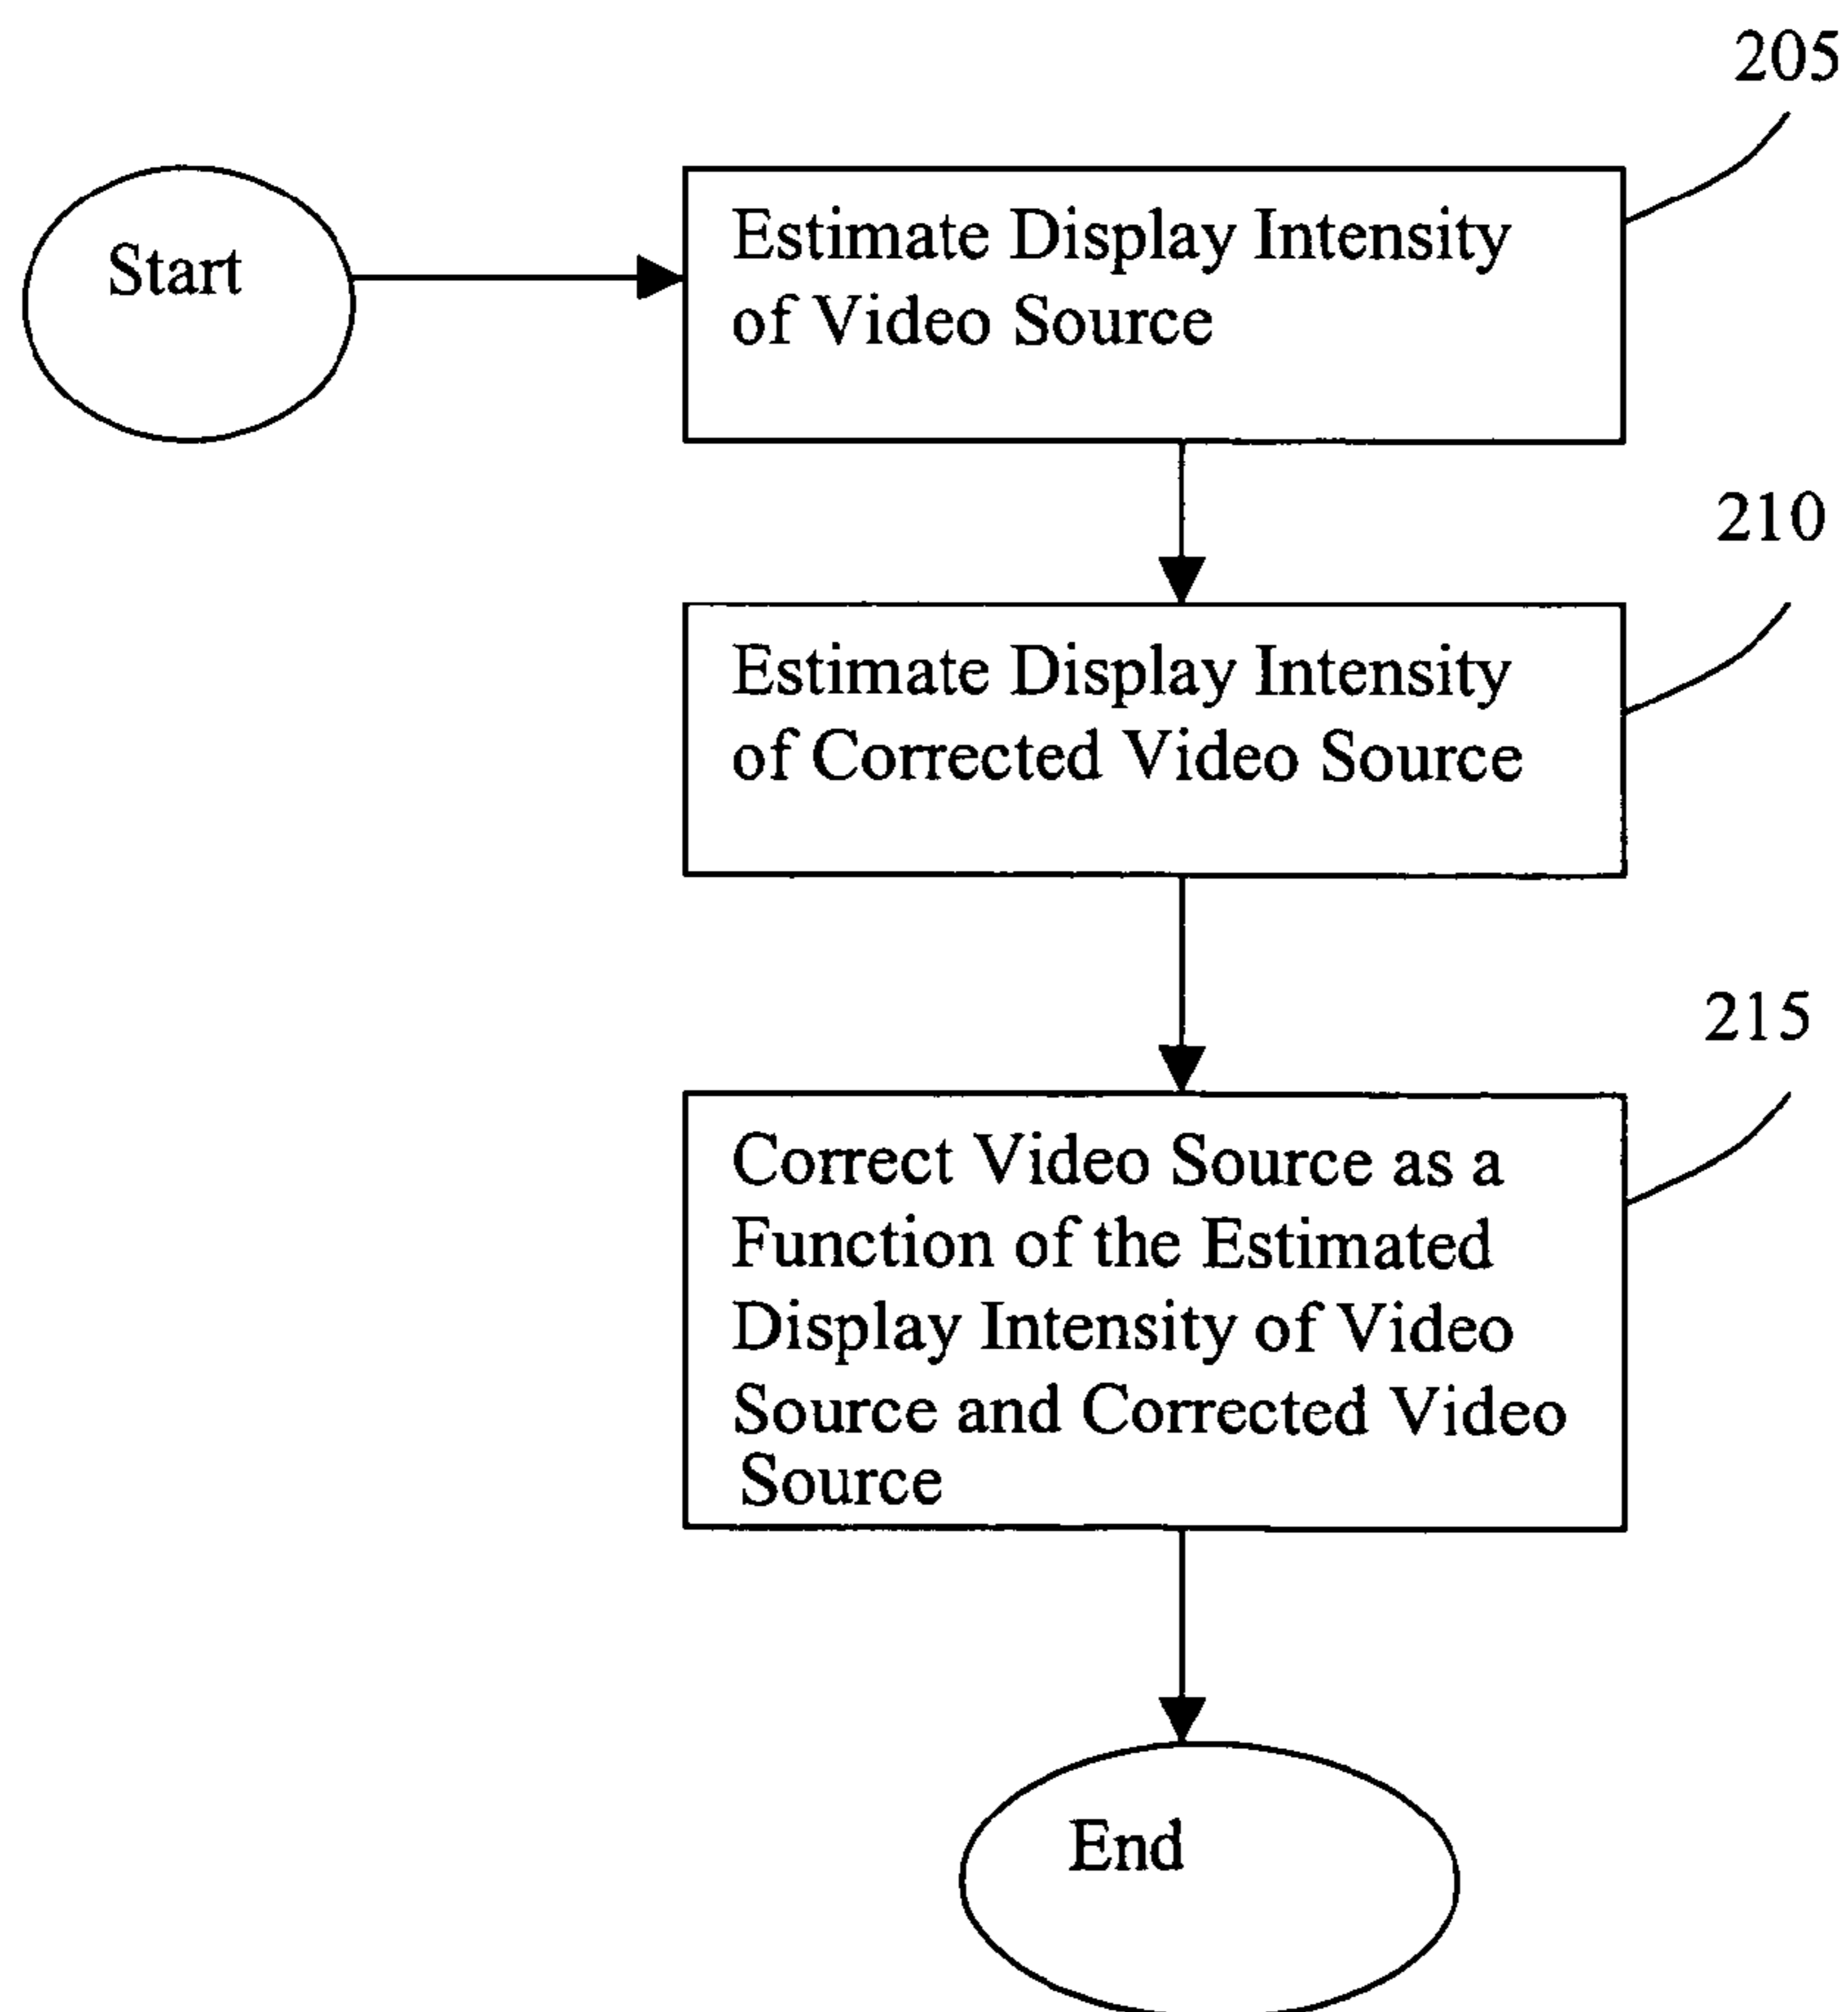 205
Start
Estimate Display Intensity
of Video Source
210
Estimate Display Intensity
of Corrected Video Source
215
Correct Video Source as a
Function of the Estimated
Display Intensity of Video
Source and Corrected Video
Source
End